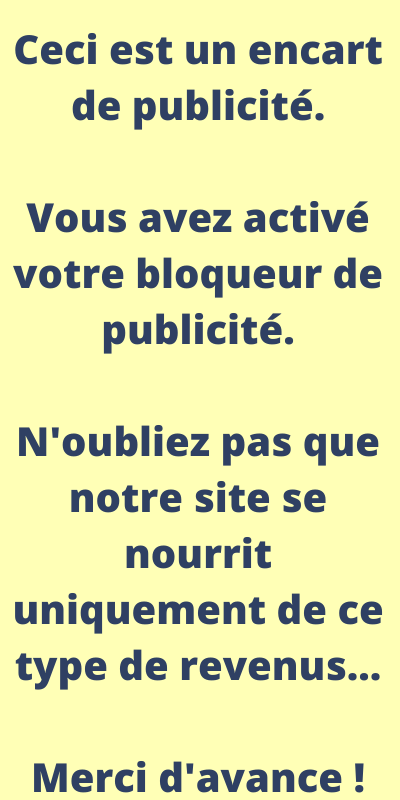 Ceci est un encart
de publicité.
Vous avez activé
votre bloqueur de
publicité.
N'oubliez pas que
notre site se
nourrit
uniquement de ce
type de revenus...
Merci d'avance !